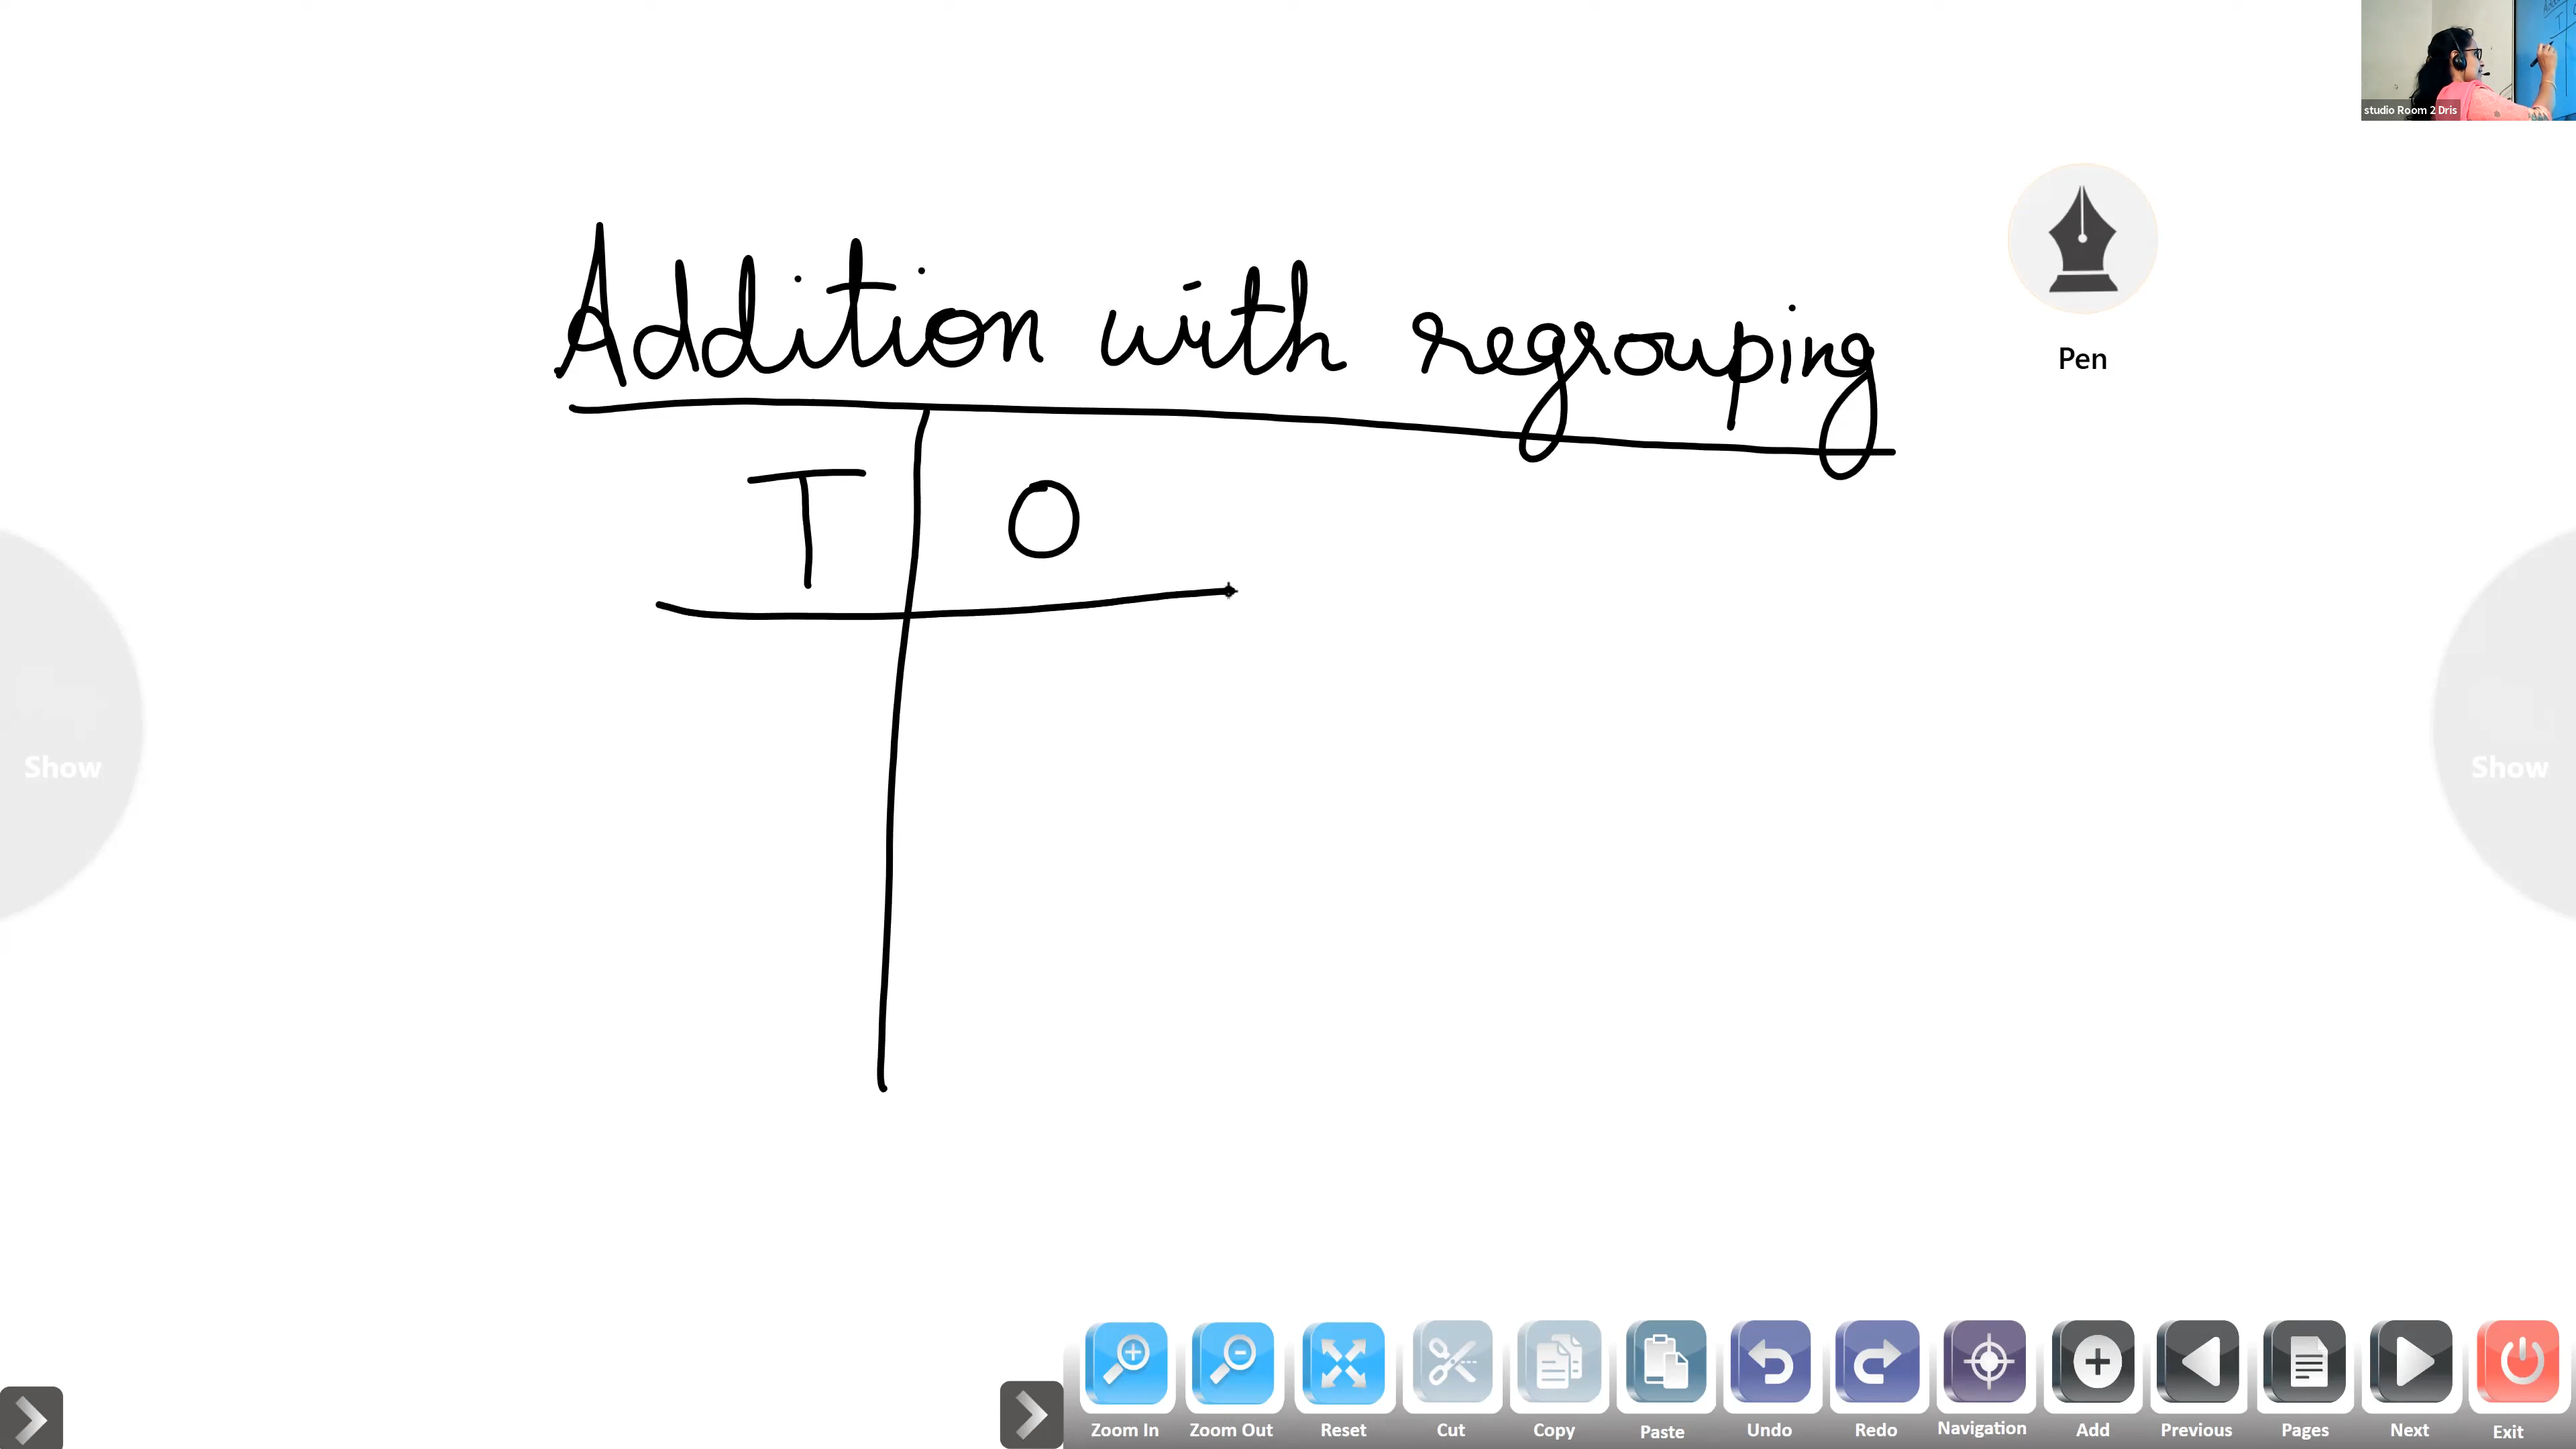 studio Room 2 Dris
Addition with regrouping
Pen
T O
Show Show
Zoom In Zoom Out Reset Cut Copy Paste Undo Redo Navigation Add Previous Pages Next Exit